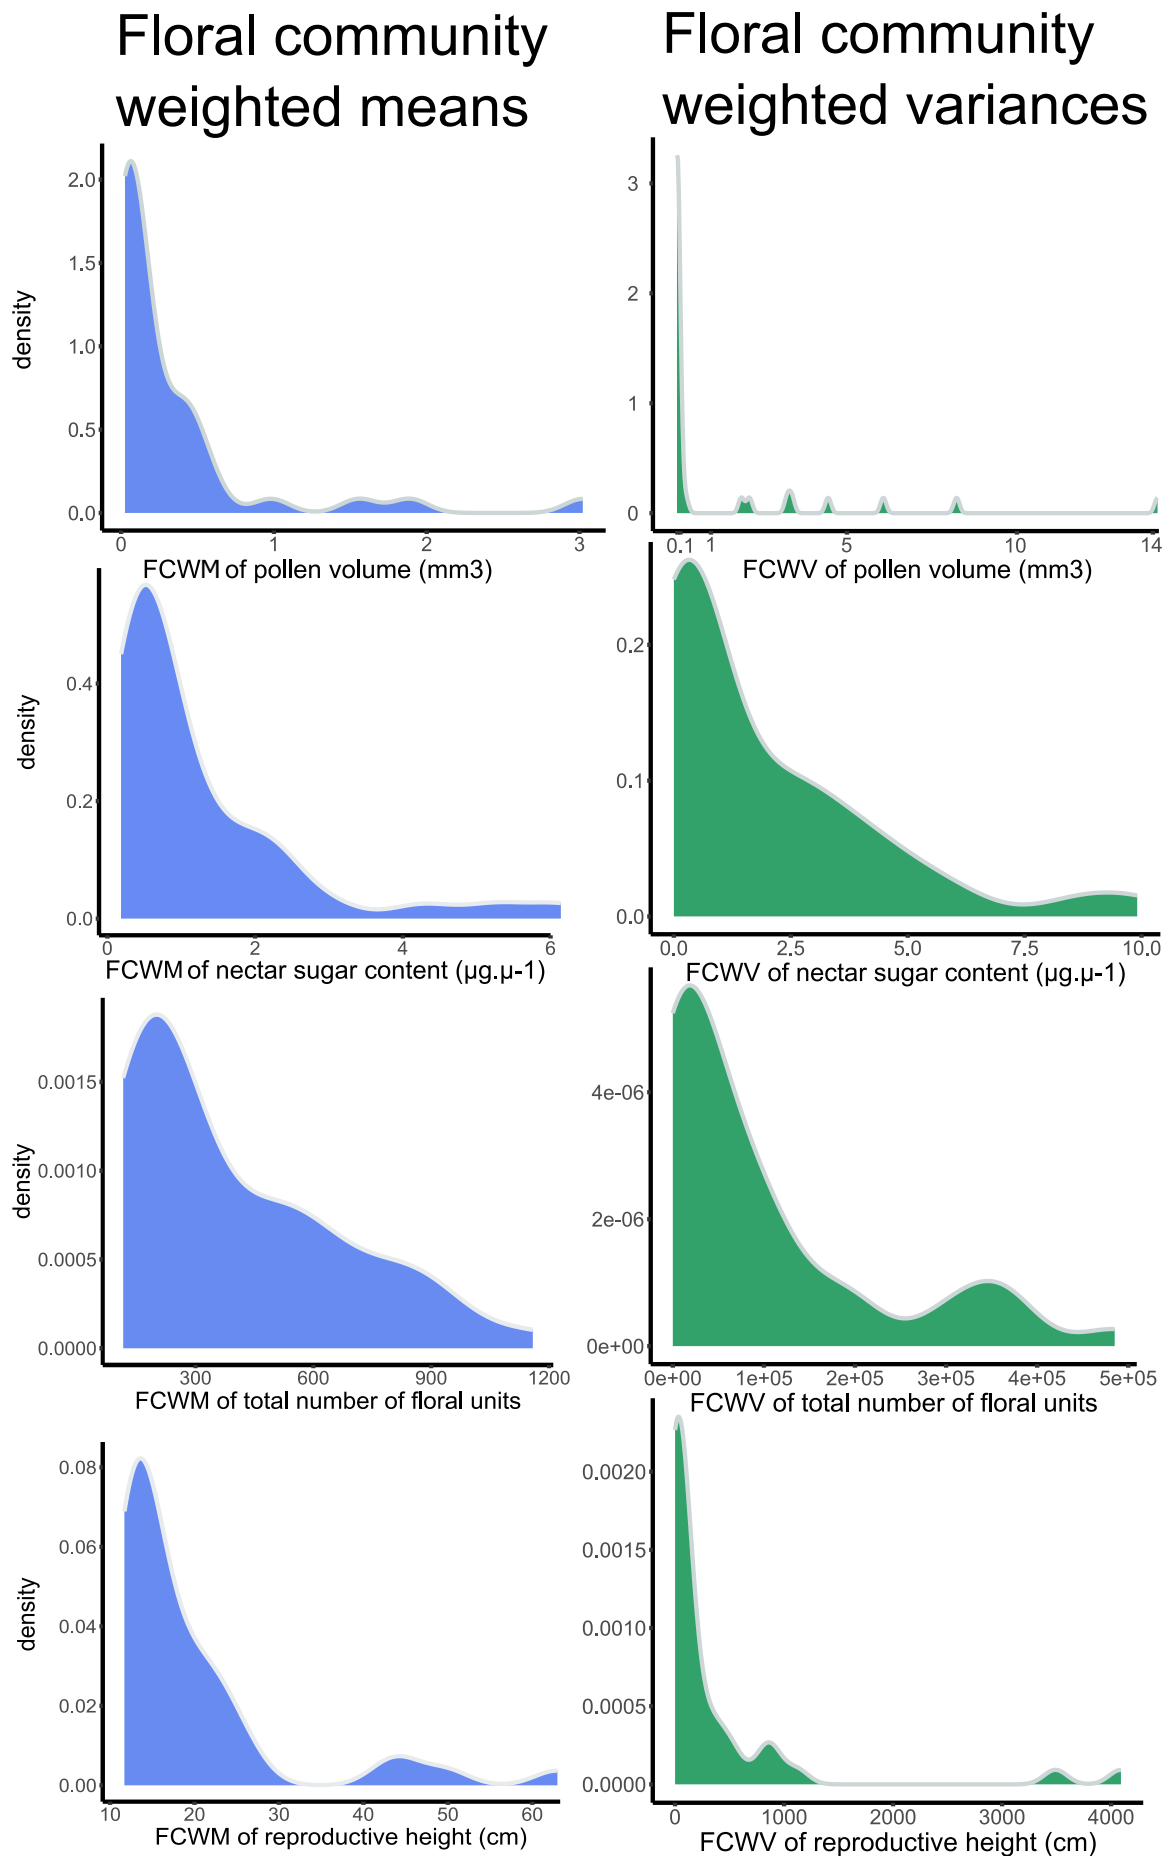 Floral community
weighted means
Floral community
weighted variances
density
2.0
1.5
1.0
0.5
0.0
0 1 2 3
FCWM of pollen volume (mm3)
3
2
1
0
0.1 1 5 10 14
FCWV of pollen volume (mm3)
density
0.4
0.2
0.0
0 2 4 6
FCWM of nectar sugar content (µg.µ-1)
0.2
0.1
0.0
0.0 2.5 5.0 7.5 10.0
FCWV of nectar sugar content (µg.µ-1)
density
0.0015
0.0010
0.0005
0.0000
300 600 900 1200
FCWM of total number of floral units
4e-06
2e-06
0e+00
0e+00 1e+05 2e+05 3e+05 4e+05 5e+05
FCWV of total number of floral units
density
0.08
0.06
0.04
0.02
0.00
10 20 30 40 50 60
FCWM of reproductive height (cm)
0.0020
0.0015
0.0010
0.0005
0.0000
0 1000 2000 3000 4000
FCWV of reproductive height (cm)